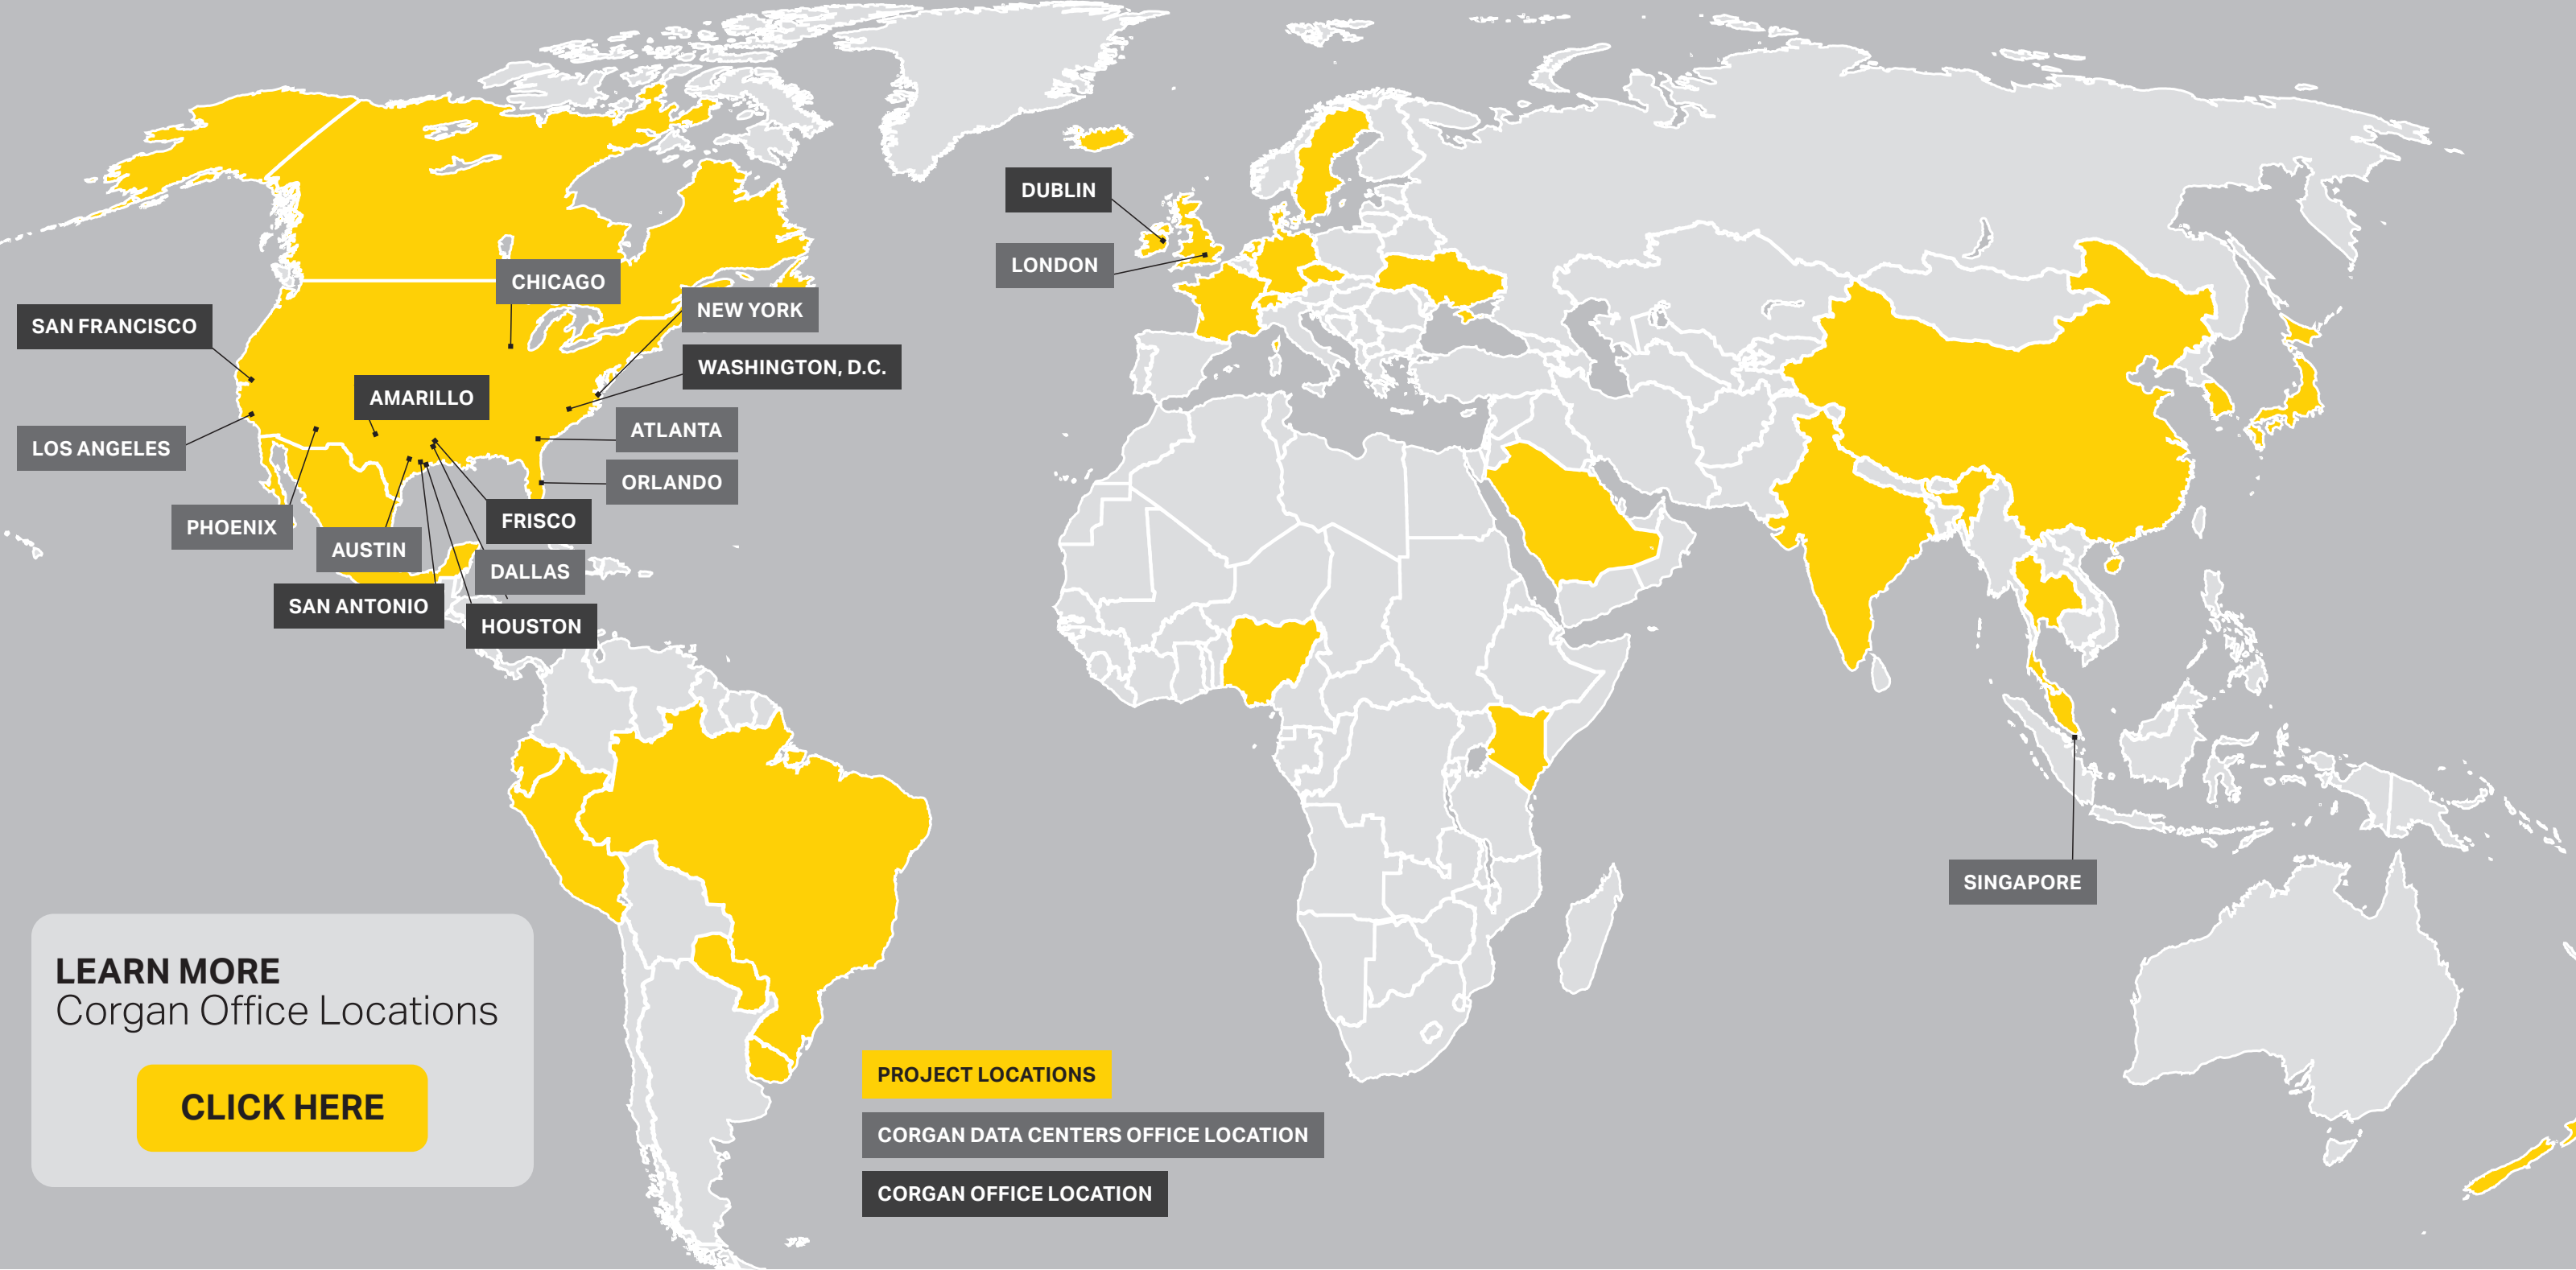 DUBLIN
LONDON
CHICAGO
NEW YORK
SAN FRANCISCO
WASHINGTON, D.C.
AMARILLO
ATLANTA
LOS ANGELES
ORLANDO
FRISCO
PHOENIX
AUSTIN
DALLAS
SAN ANTONIO
HOUSTON
SINGAPORE
LEARN MORE
Corgan Office Locations
CLICK HERE
PROJECT LOCATIONS
CORGAN DATA CENTERS OFFICE LOCATION
CORGAN OFFICE LOCATION